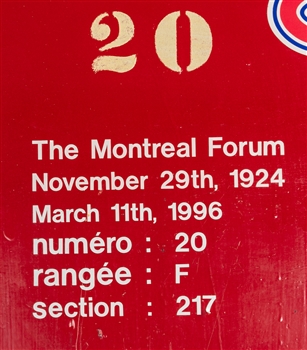 20
The Montreal Forum
November 29th, 1924
March 11th, 1996
numéro : 20
rangée : F
section : 217